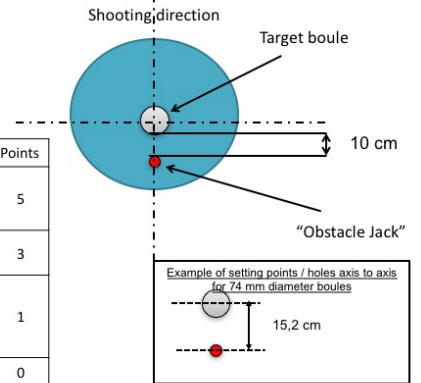 Shooting direction
Target boule
10 cm
Points
5
“Obstacle Jack”
3
Example of setting points / holes axis to axis
for 74 mm diameter boules
1
15,2 cm
0